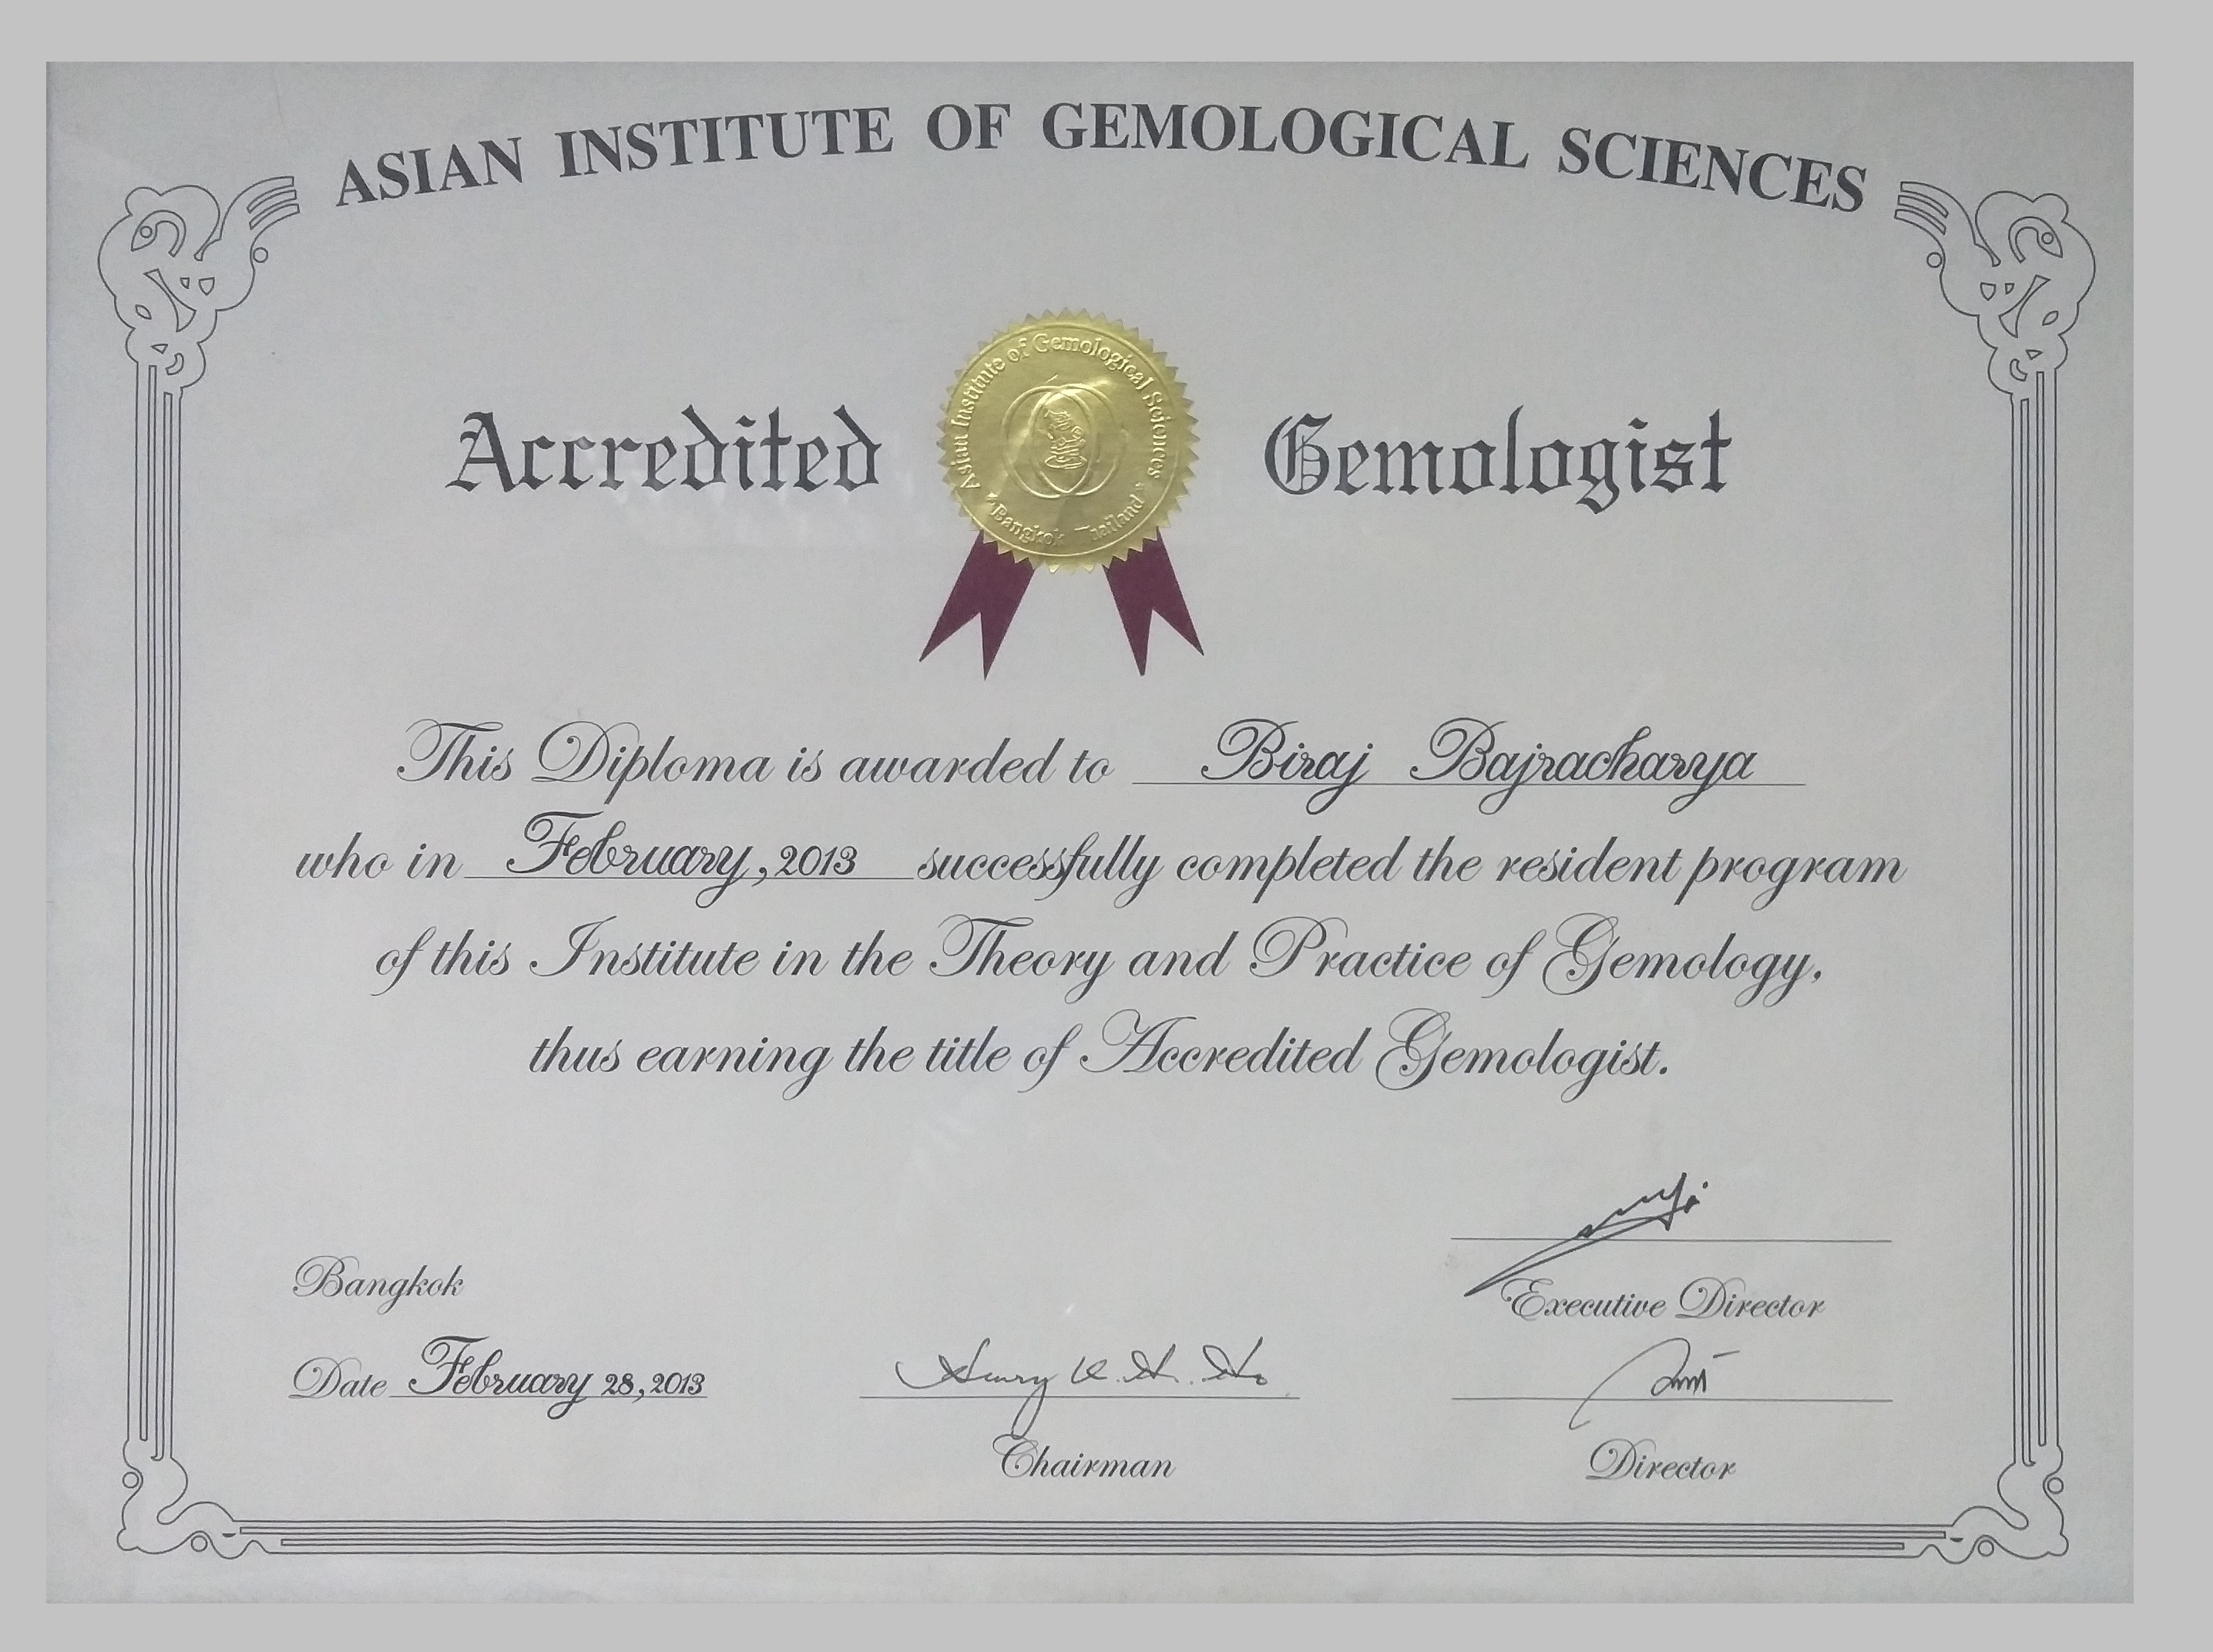 ASIAN INSTITUTE OF GEMOLOGICAL SCIENCES
Accredited Gemologist
Asian Institute of Gemological Sciences
* Bangkok Thailand *
This Diploma is awarded to Biraj Bajracharya
who in February, 2013 successfully completed the resident program
of this Institute in the Theory and Practice of Gemology,
thus earning the title of Accredited Gemologist.
Bangkok
Executive Director
Date February 28, 2013
Chairman
Director